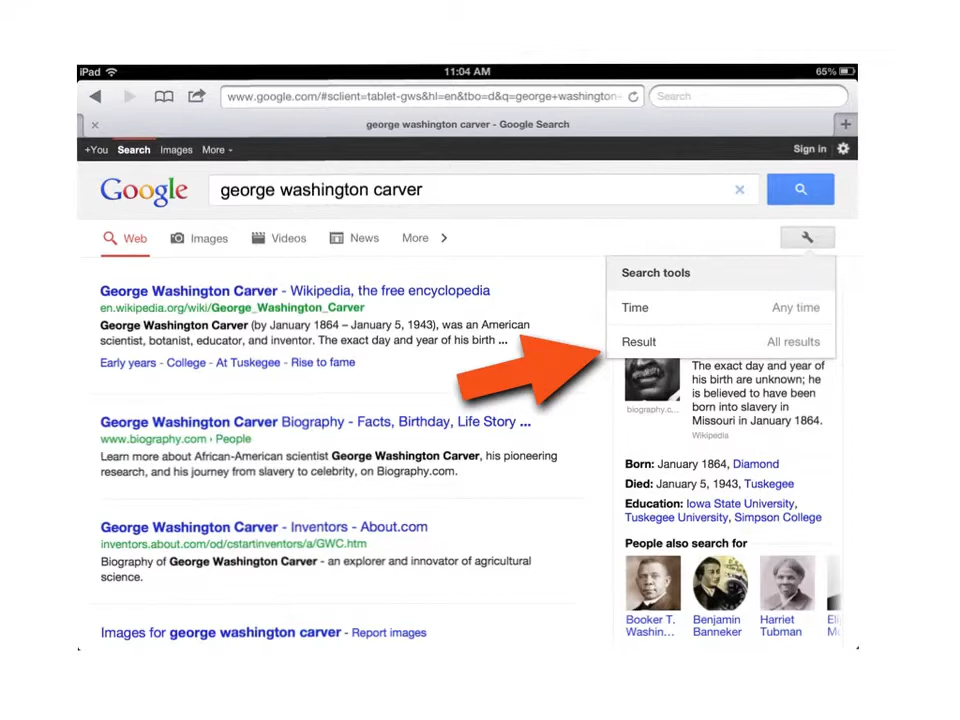 iPad 11:04 AM 65%
www.google.com/#sclient=tablet-gws&hl=en&tbo=d&q=george+washington- Search
george washington carver - Google Search
+You Search Images More Sign in
Google george washington carver
Web Images Videos News More
Search tools
Time Any time
Result All results
George Washington Carver - Wikipedia, the free encyclopedia
en.wikipedia.org/wiki/George_Washington_Carver
George Washington Carver (by January 1864 – January 5, 1943), was an American
scientist, botanist, educator, and inventor. The exact day and year of his birth ...
Early years - College - At Tuskegee - Rise to fame
George Washington Carver Biography - Facts, Birthday, Life Story ...
www.biography.com › People
Learn more about African-American scientist George Washington Carver, his pioneering
research, and his journey from slavery to celebrity, on Biography.com.
George Washington Carver - Inventors - About.com
inventors.about.com/od/cstartinventors/a/GWC.htm
Biography of George Washington Carver - an explorer and innovator of agricultural
science.
Images for george washington carver - Report images
biography.c...
The exact day and year of
his birth are unknown; he
is believed to have been
born into slavery in
Missouri in January 1864.
Wikipedia
Born: January 1864, Diamond
Died: January 5, 1943, Tuskegee
Education: Iowa State University,
Tuskegee University, Simpson College
People also search for
Booker T.
Washin...
Benjamin
Banneker
Harriet
Tubman